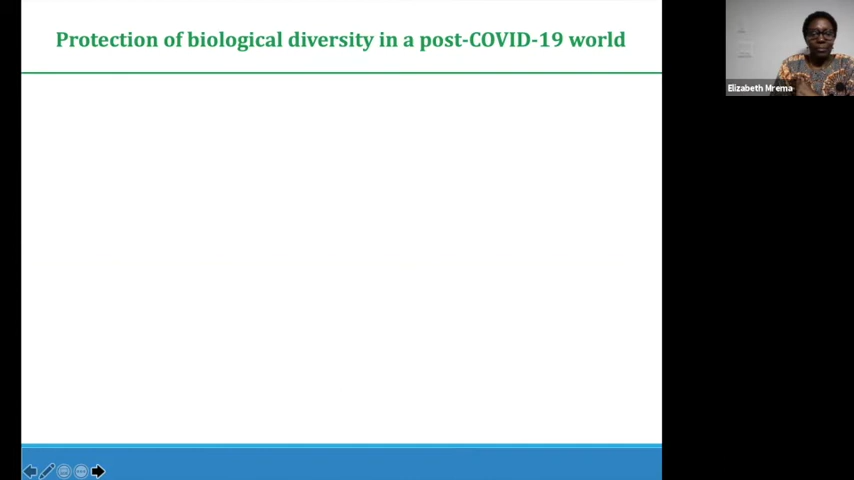 Protection of biological diversity in a post-COVID-19 world
Elizabeth Mrema